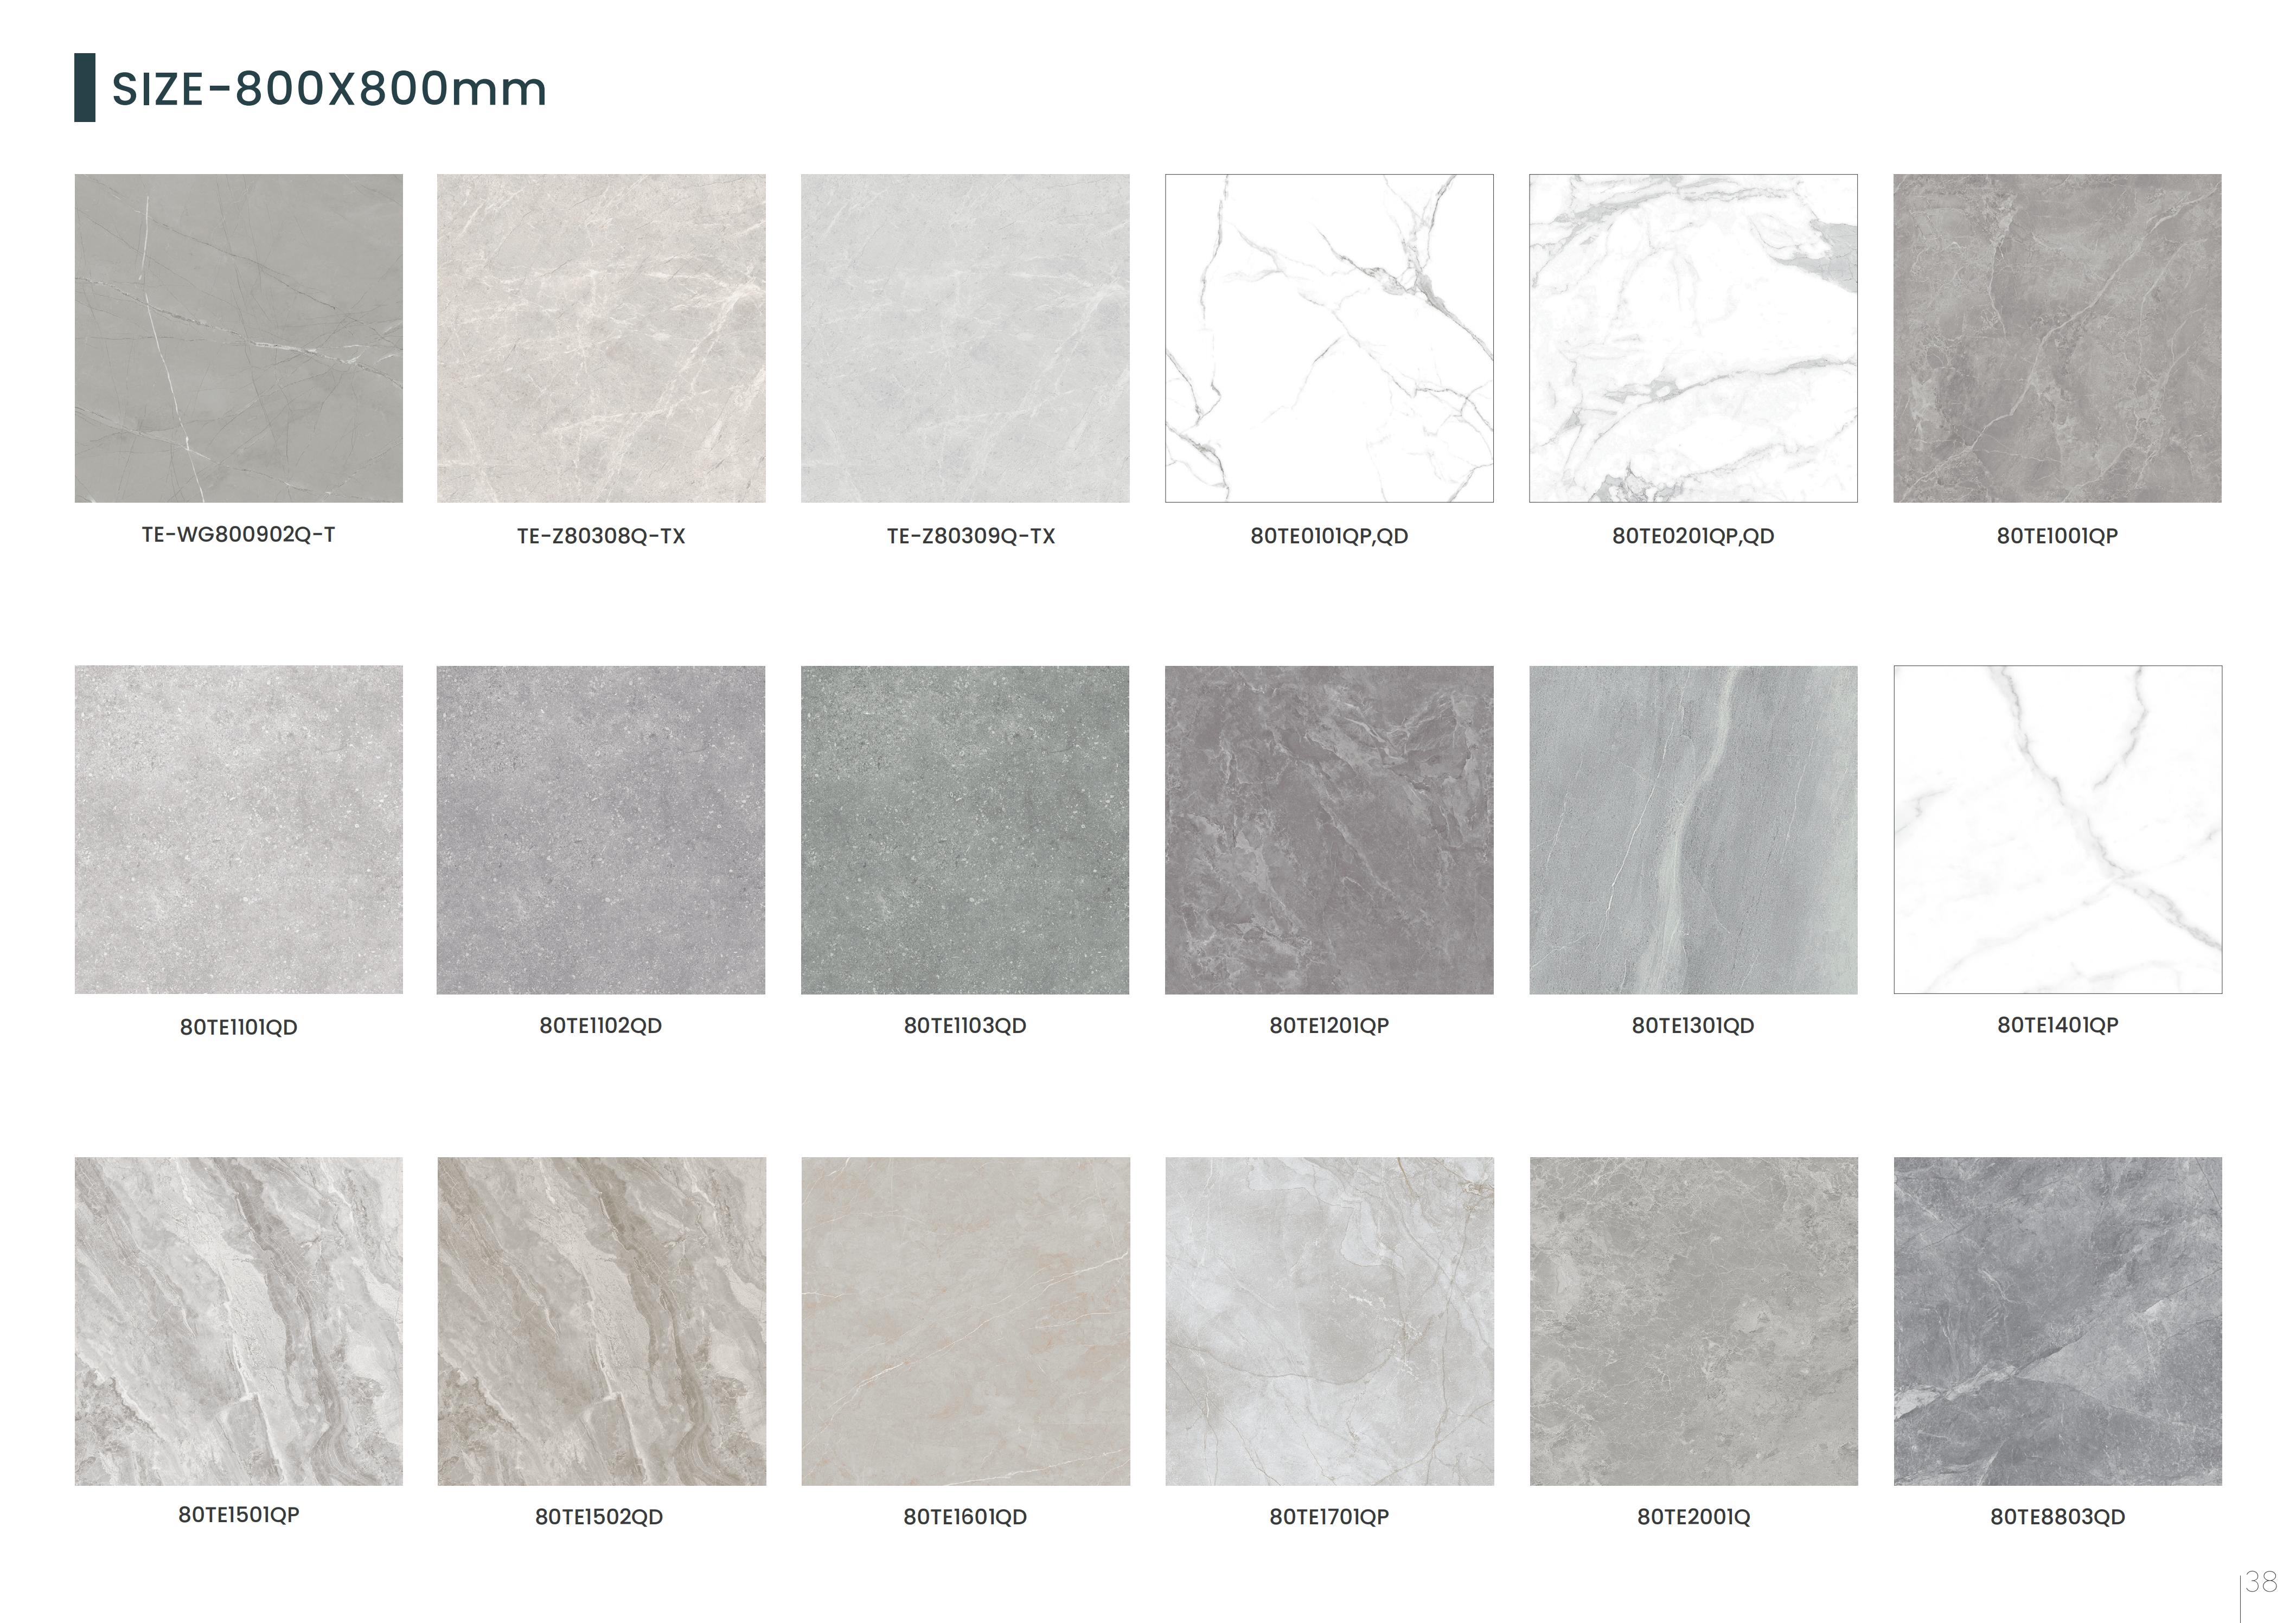 SIZE-800X800mm
TE-WG800902Q-T
TE-Z80308Q-TX
TE-Z80309Q-TX
80TE0101QP,QD
80TE0201QP,QD
80TE1001QP
80TE1101QD
80TE1102QD
80TE1103QD
80TE1201QP
80TE1301QD
80TE1401QP
80TE1501QP
80TE1502QD
80TE1601QD
80TE1701QP
80TE2001Q
80TE8803QD
38